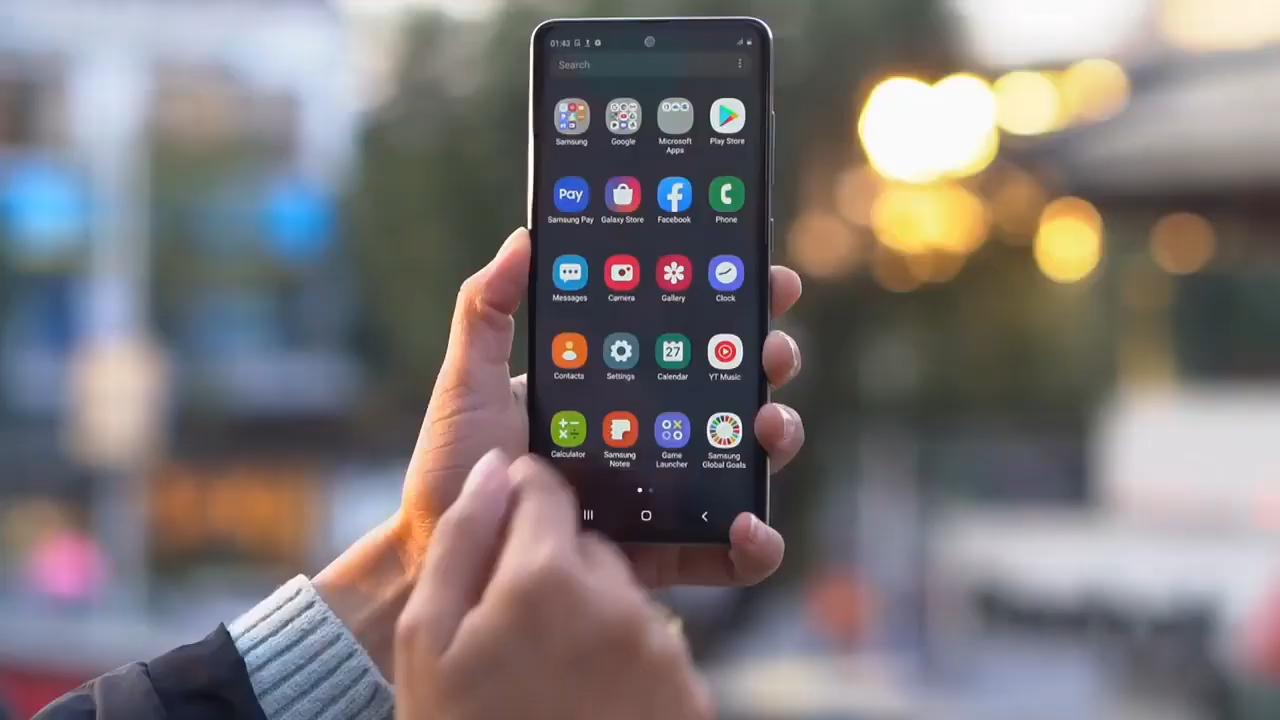 01:43
Search
Samsung Google Microsoft Apps Play Store
Pay
Samsung Pay Galaxy Store Facebook Phone
Messages Camera Gallery Clock
27
Contacts Settings Calendar YT Music
Calculator Samsung Notes Game Launcher Samsung Global Goals